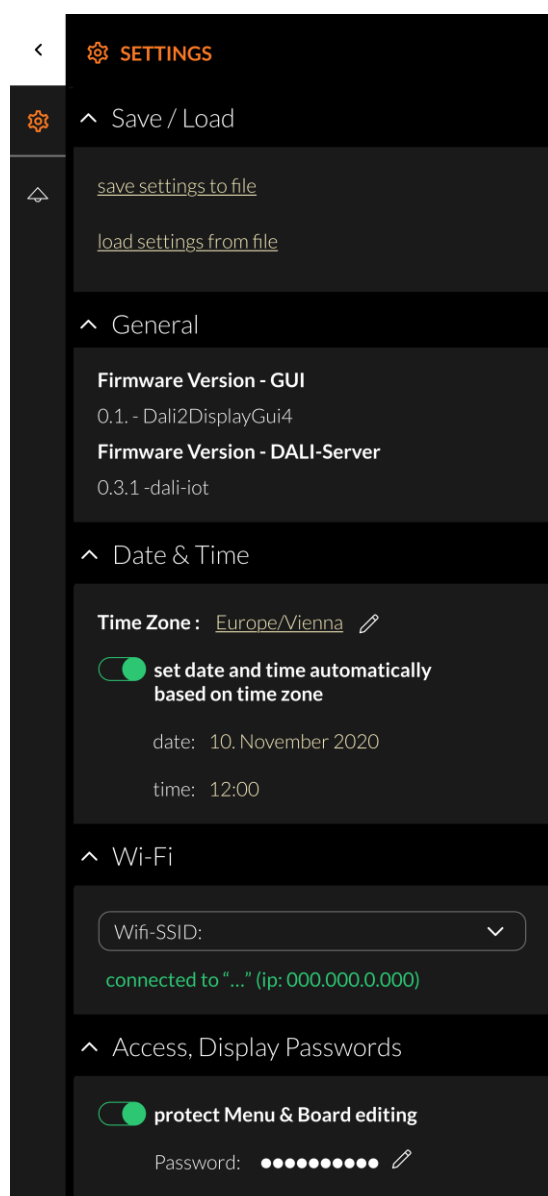 SETTINGS
Save / Load
save settings to file
load settings from file
General
Firmware Version - GUI
0.1. - Dali2DisplayGui4
Firmware Version - DALI-Server
0.3.1 -dali-iot
Date & Time
Time Zone : Europe/Vienna
set date and time automatically
based on time zone
date: 10. November 2020
time: 12:00
Wi-Fi
Wifi-SSID:
connected to “...” (ip: 000.000.0.000)
Access, Display Passwords
protect Menu & Board editing
Password: ●●●●●●●●●●